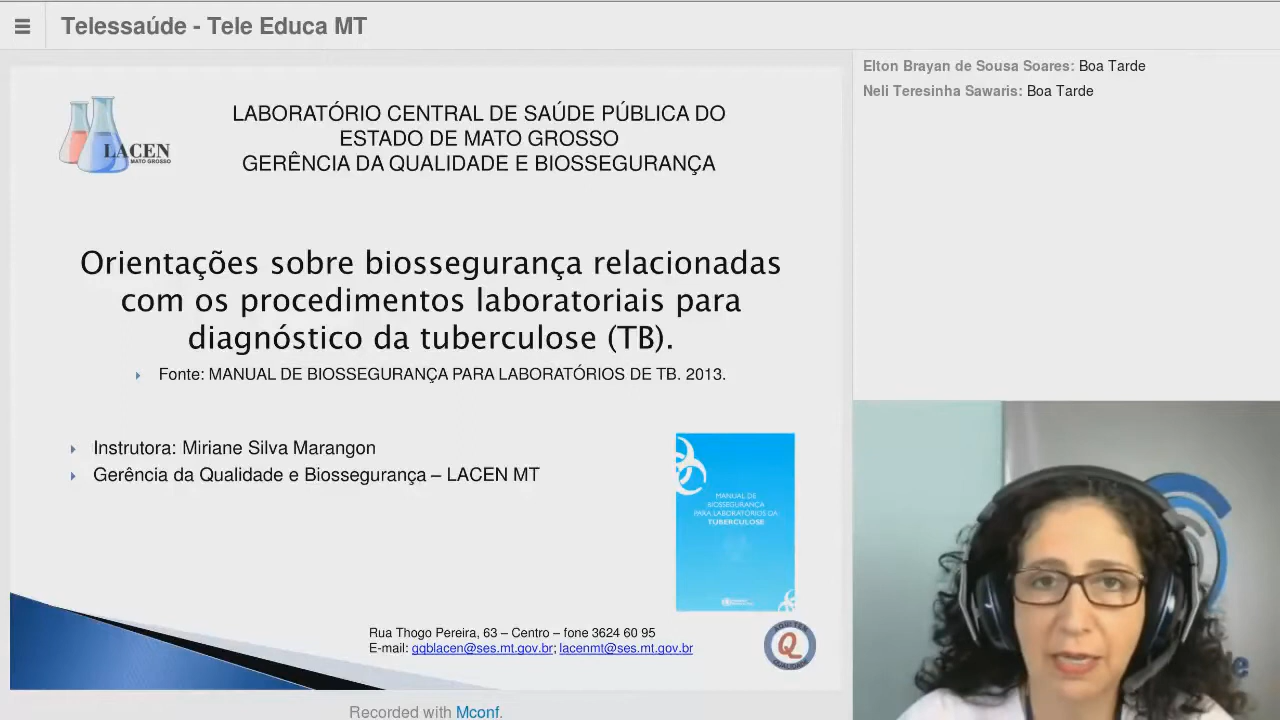 Telessaúde - Tele Educa MT
Elton Brayan de Sousa Soares: Boa Tarde
Neli Teresinha Sawaris: Boa Tarde
LACEN
MATO GROSSO
LABORATÓRIO CENTRAL DE SAÚDE PÚBLICA DO
ESTADO DE MATO GROSSO
GERÊNCIA DA QUALIDADE E BIOSSEGURANÇA
Orientações sobre biossegurança relacionadas
com os procedimentos laboratoriais para
diagnóstico da tuberculose (TB).
Fonte: MANUAL DE BIOSSEGURANÇA PARA LABORATÓRIOS DE TB. 2013.
Instrutora: Miriane Silva Marangon
Gerência da Qualidade e Biossegurança – LACEN MT
MANUAL DE
BIOSSEGURANÇA
PARA LABORATÓRIOS DA
TUBERCULOSE
Rua Thogo Pereira, 63 – Centro – fone 3624 60 95
E-mail: gqblacen@ses.mt.gov.br; lacenmt@ses.mt.gov.br
Q
QUALIDADE
Recorded with Mconf.